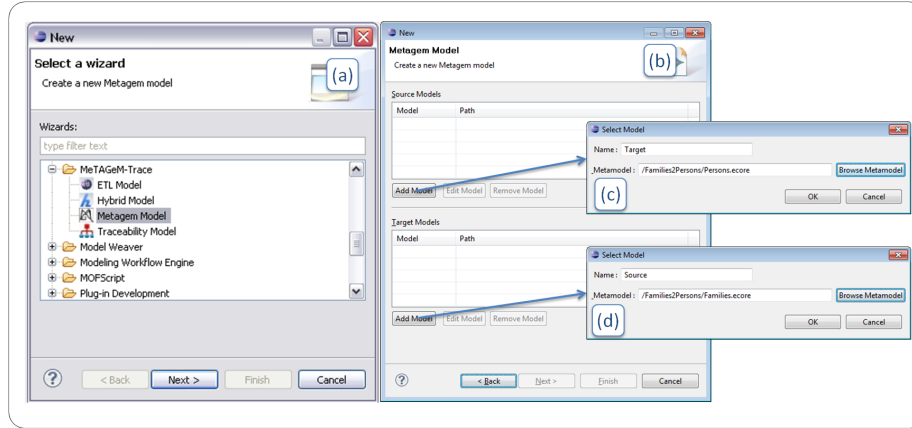 New
Select a wizard
Create a new Metagem model
(a)
Wizards:
type filter text
MeTAGeM-Trace
ETL Model
Hybrid Model
Metagem Model
Traceability Model
Model Weaver
Modeling Workflow Engine
MOFScript
Plug-in Development
< Back
Next >
Finish
Cancel
New
Metagem Model
Create a new Metagem model
(b)
Source Models
Model Path
Add Model Edit Model Remove Model
Target Models
Model Path
Add Model Edit Model Remove Model
< Back
Next >
Finish
Cancel
Select Model
Name: Target
Metamodel: /Families2Persons/Persons.ecore Browse Metamodel
(c)
OK Cancel
Select Model
Name: Source
Metamodel: /Families2Persons/Families.ecore Browse Metamodel
(d)
OK Cancel